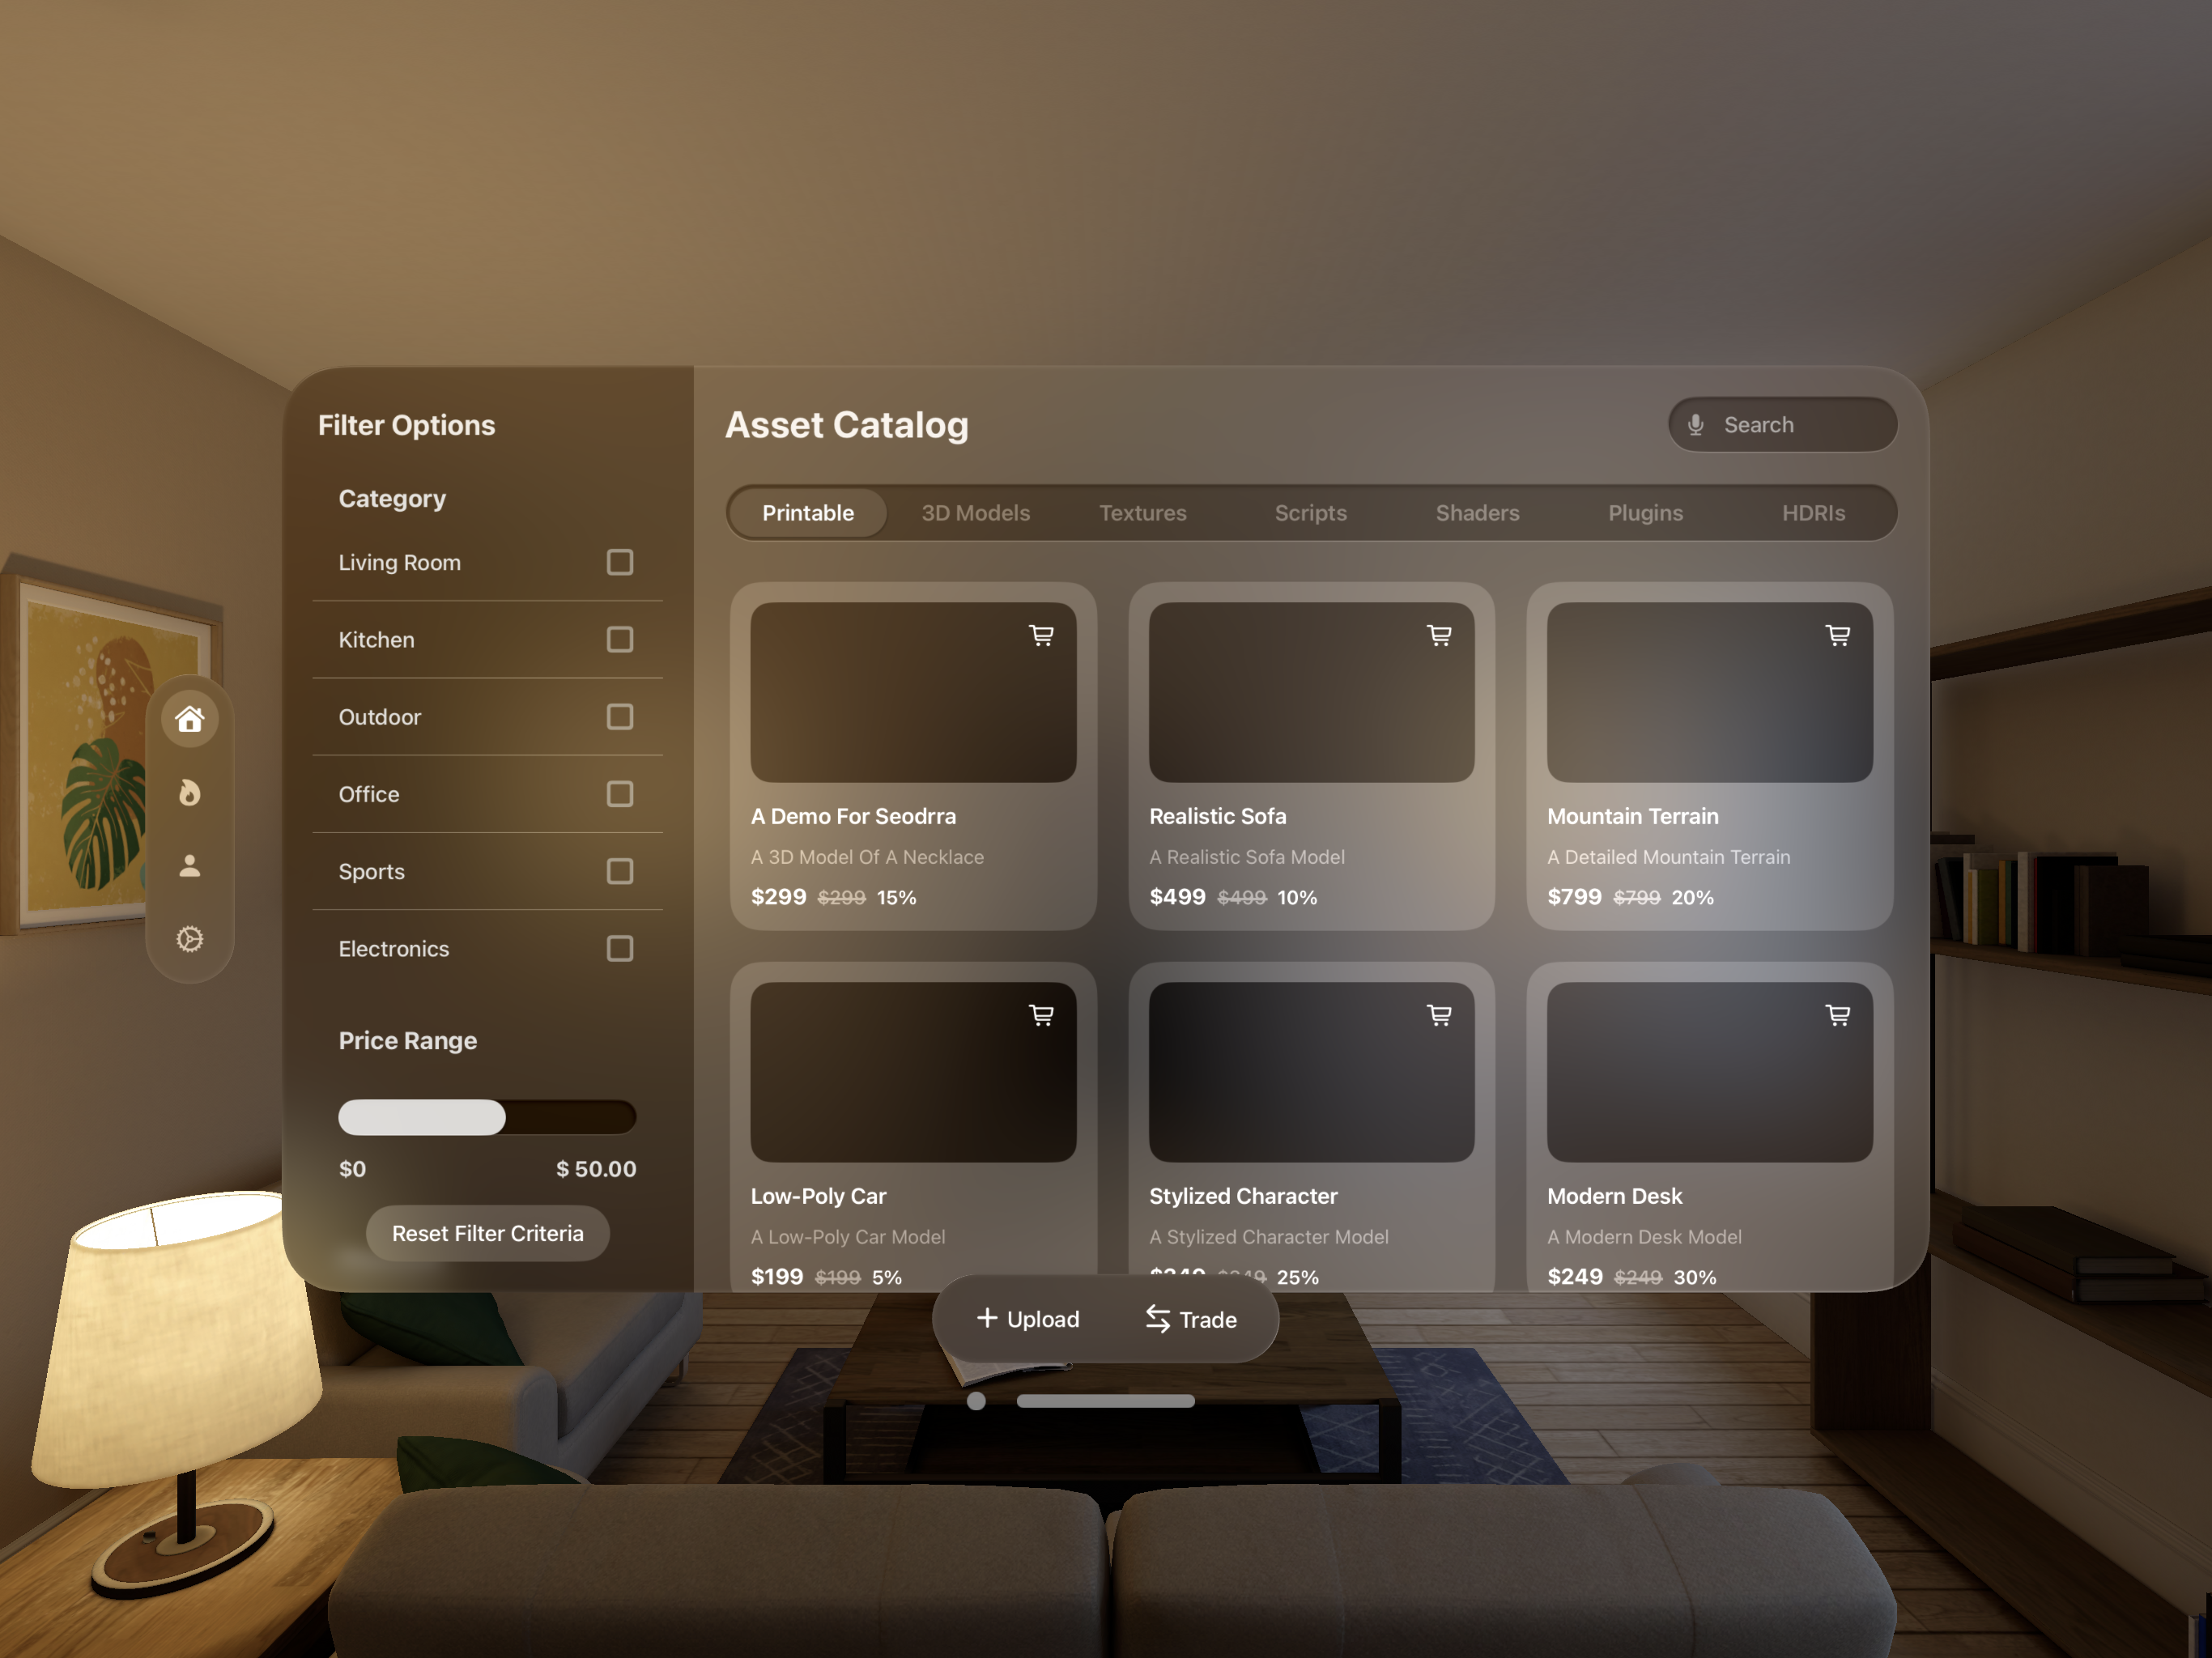 Filter Options
Category
Living Room
Kitchen
Outdoor
Office
Sports
Electronics
Price Range
$0 $ 50.00
Reset Filter Criteria
Asset Catalog
Search
Printable 3D Models Textures Scripts Shaders Plugins HDRIs
A Demo For Seodrra
A 3D Model Of A Necklace
$299 $299 15%
Realistic Sofa
A Realistic Sofa Model
$499 $499 10%
Mountain Terrain
A Detailed Mountain Terrain
$799 $799 20%
Low-Poly Car
A Low-Poly Car Model
$199 $199 5%
Stylized Character
A Stylized Character Model
25%
Modern Desk
A Modern Desk Model
$249 $249 30%
Upload Trade